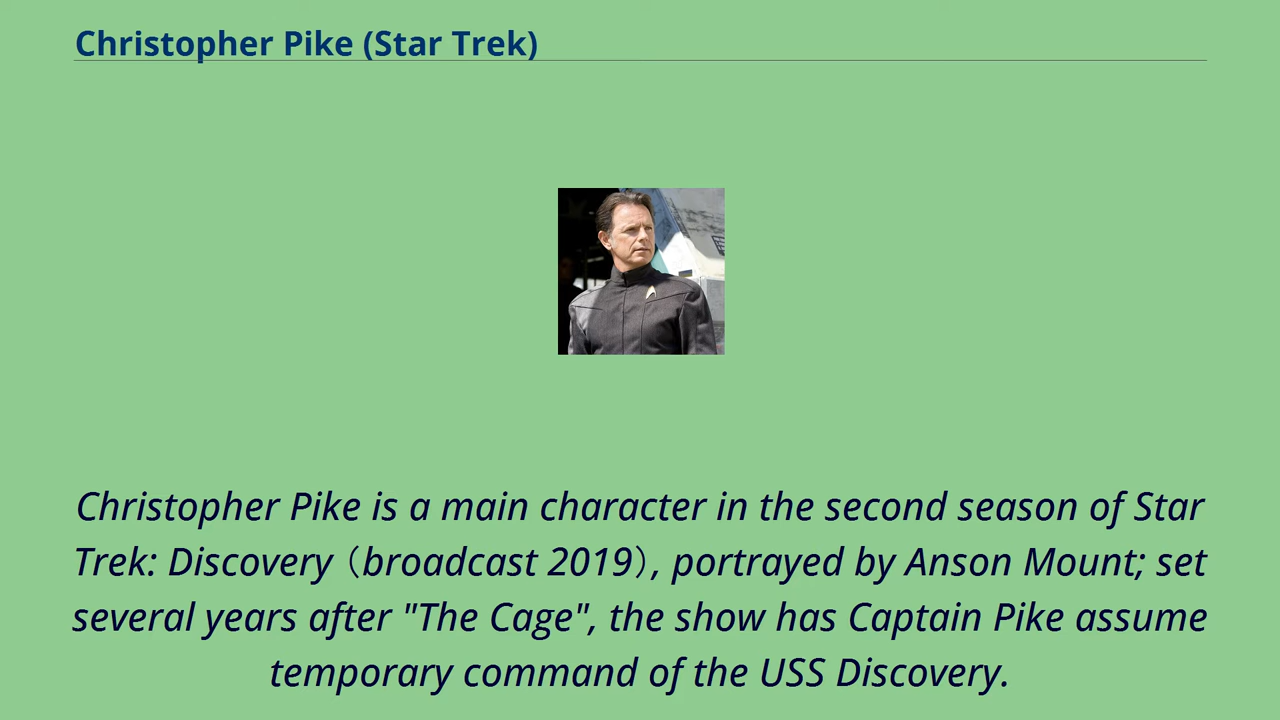 Christopher Pike (Star Trek)
Christopher Pike is a main character in the second season of Star
Trek: Discovery（broadcast 2019）, portrayed by Anson Mount; set
several years after "The Cage", the show has Captain Pike assume
temporary command of the USS Discovery.